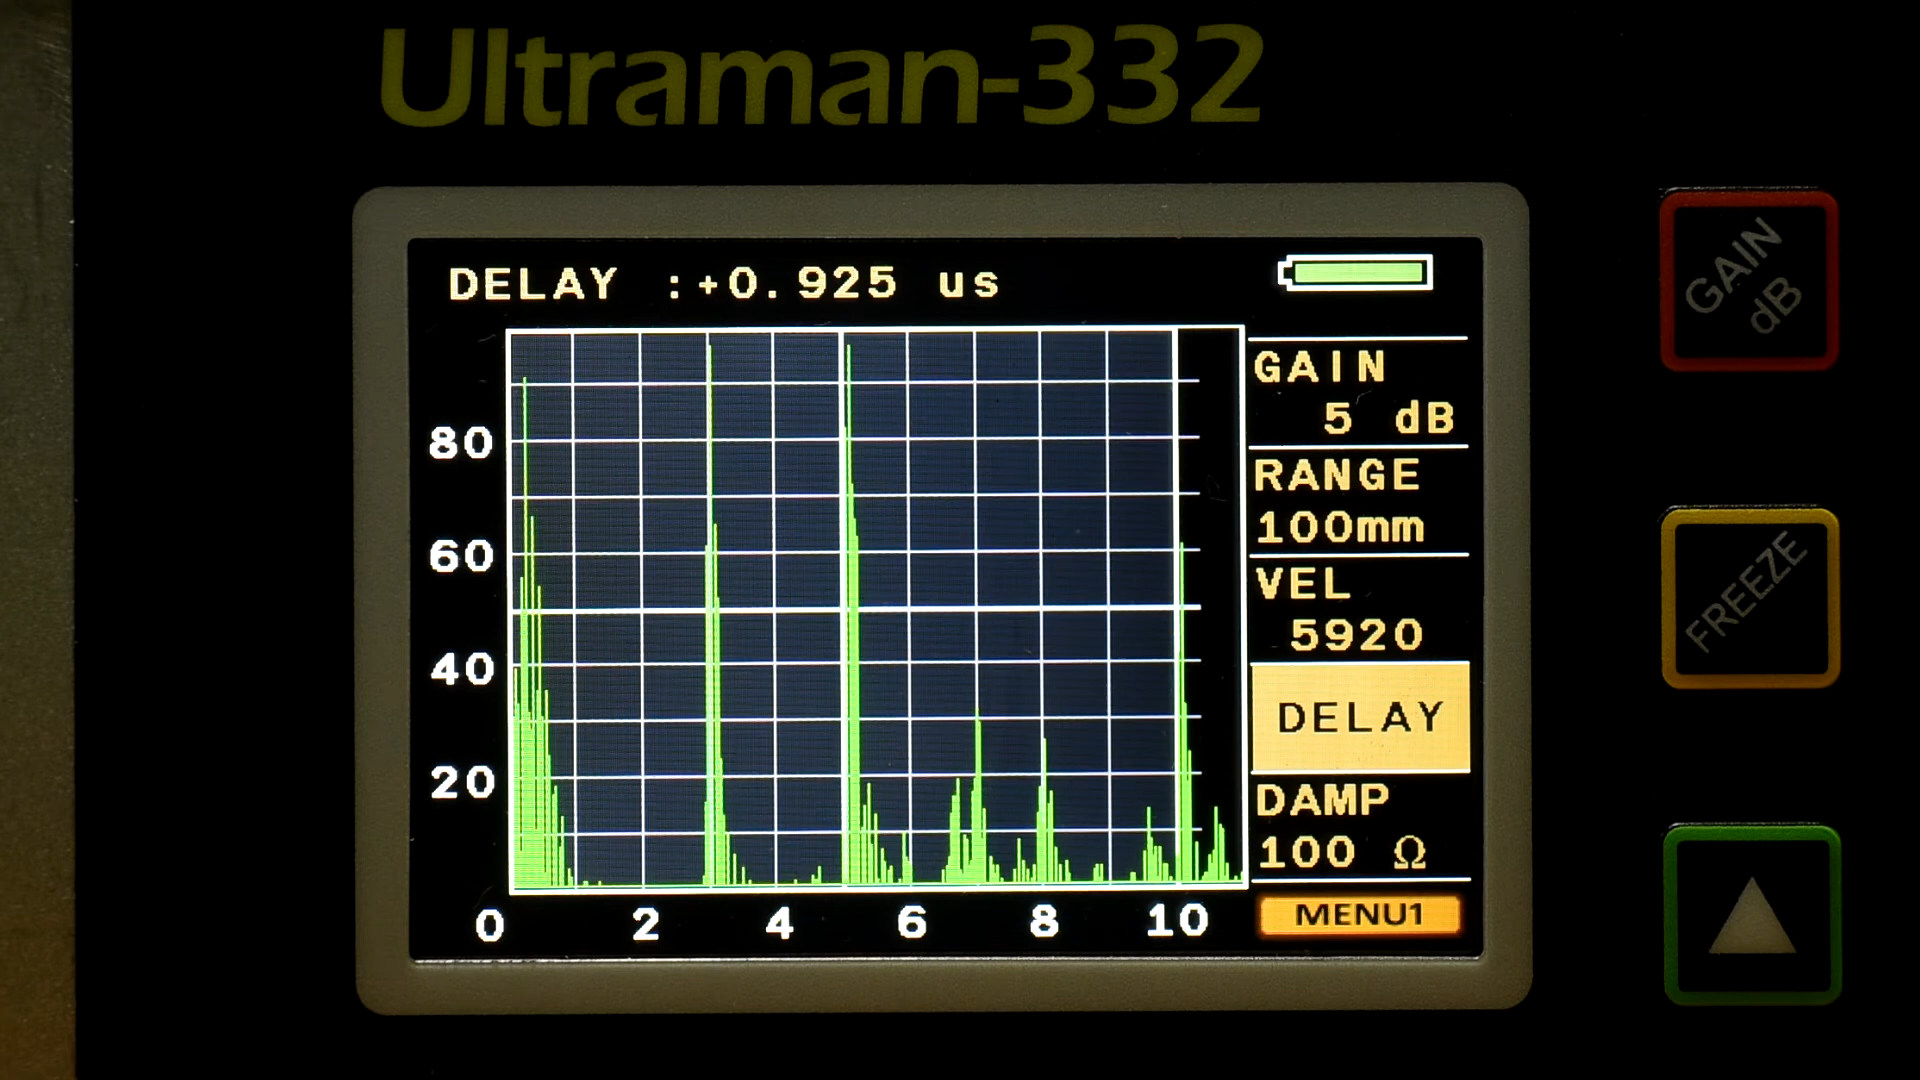 Ultraman-332
DELAY :+0.925 us
GAIN
5 dB
RANGE
100mm
VEL
5920
DELAY
DAMP
100 Ω
MENU1
80
60
40
20
0 2 4 6 8 10
GAIN
dB
FREEZE